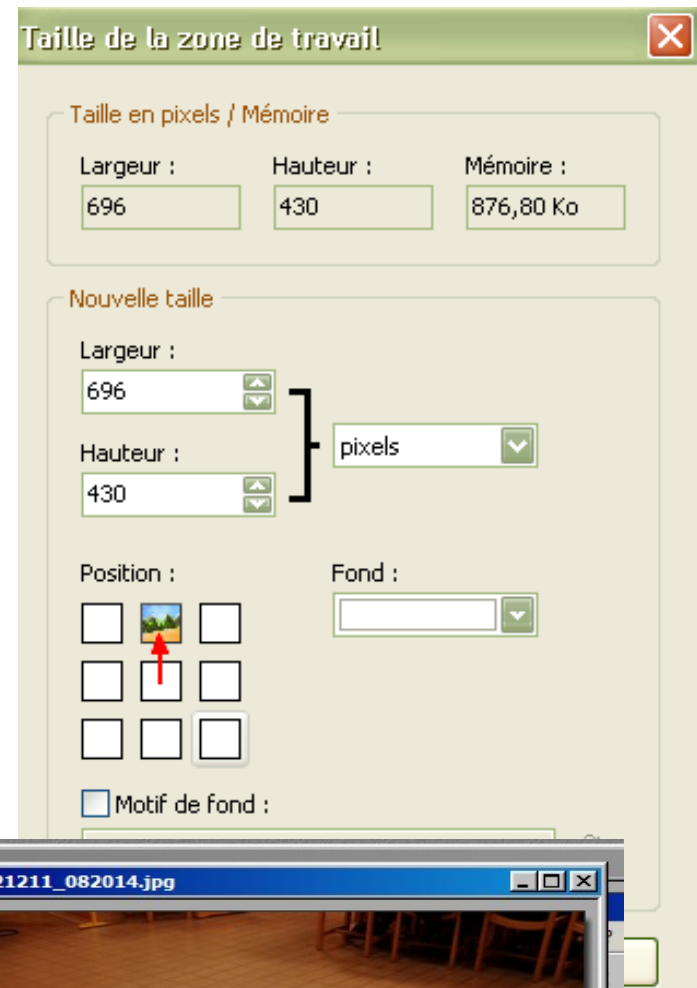 Taille de la zone de travail
Taille en pixels / Mémoire
Largeur : Hauteur : Mémoire :
696 430 876,80 Ko
Nouvelle taille
Largeur :
696
pixels
Hauteur :
430
Position : Fond :
Motif de fond :
21211_082014.jpg